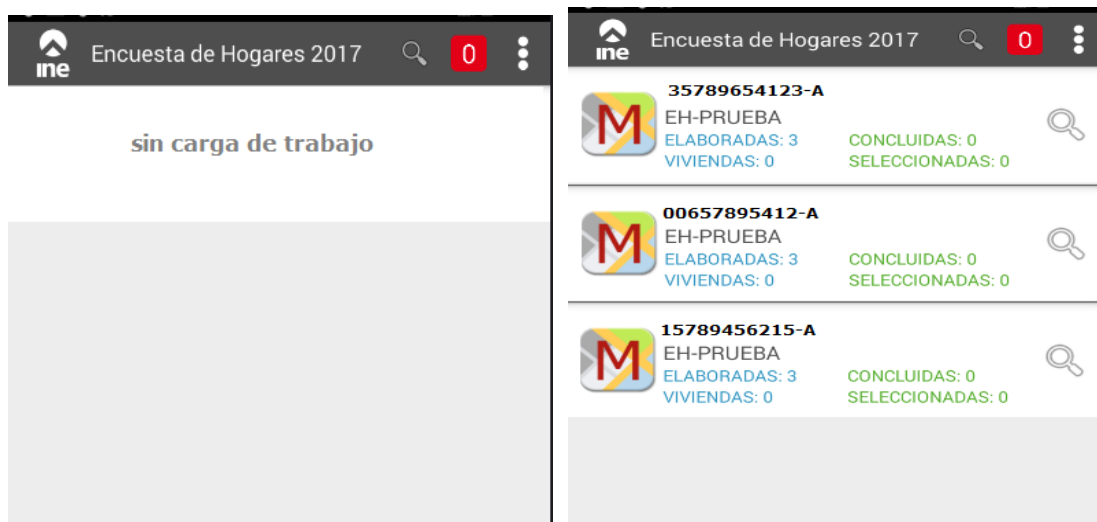 ine Encuesta de Hogares 2017 0
sin carga de trabajo
ine Encuesta de Hogares 2017 0
35789654123-A
M EH-PRUEBA
ELABORADAS: 3 CONCLUIDAS: 0
VIVIENDAS: 0 SELECCIONADAS: 0
00657895412-A
M EH-PRUEBA
ELABORADAS: 3 CONCLUIDAS: 0
VIVIENDAS: 0 SELECCIONADAS: 0
15789456215-A
M EH-PRUEBA
ELABORADAS: 3 CONCLUIDAS: 0
VIVIENDAS: 0 SELECCIONADAS: 0